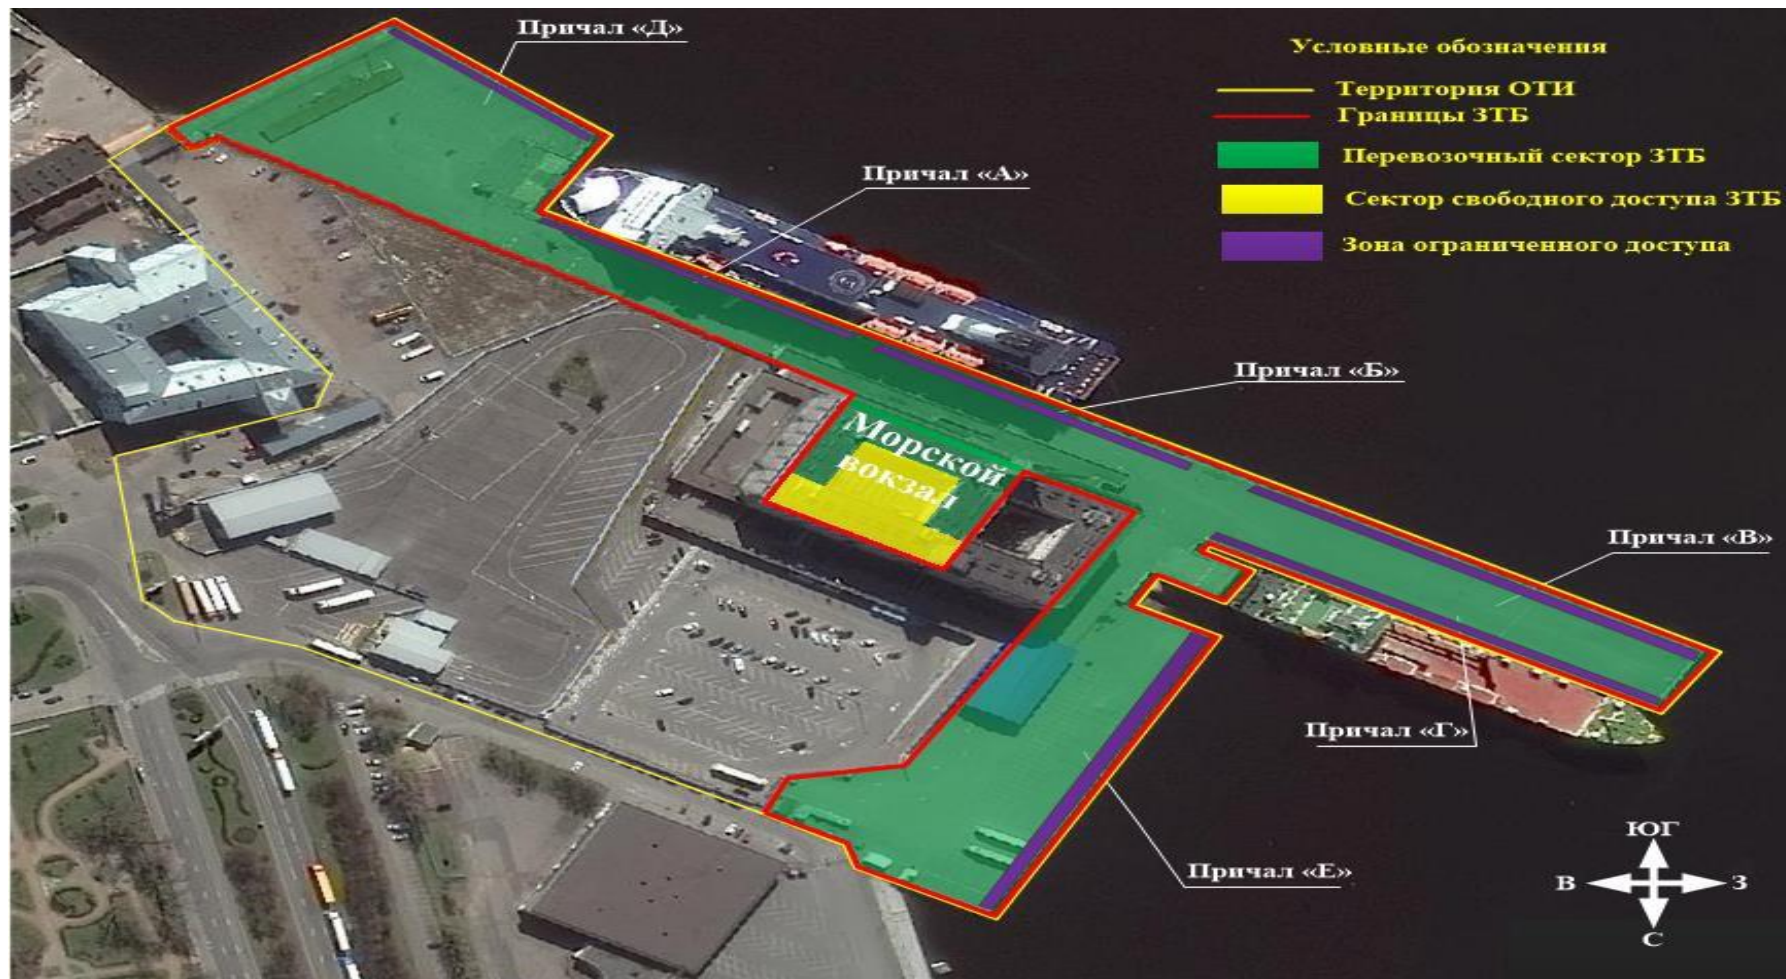 Причал «Д»
Условные обозначения
Территория ОТИ
Границы ЗТБ
Перевозочный сектор ЗТБ
Причал «А»
Сектор свободного доступа ЗТБ
Зона ограниченного доступа
Причал «Б»
Морской
вокзал
Причал «В»
Причал «Г»
Причал «Е»
ЮГ
В
З
С